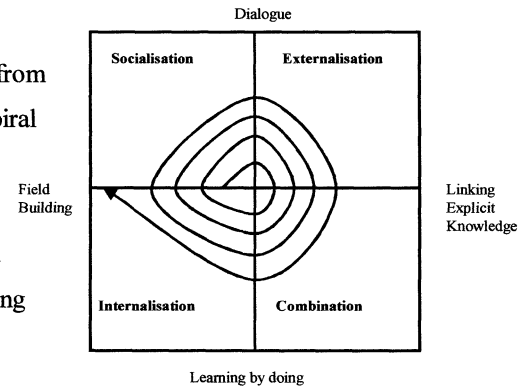 Dialogue
Socialisation
Externalisation
from
Field
Building
Linking
Explicit
Knowledge
Internalisation
Combination
Learning by doing